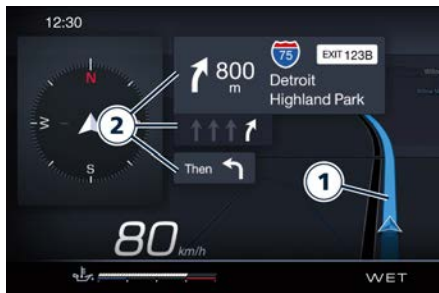 12:30
75
EXIT 123B
800
m
Detroit
Highland Park
N
W
S
2
Then
1
80 km/h
WET